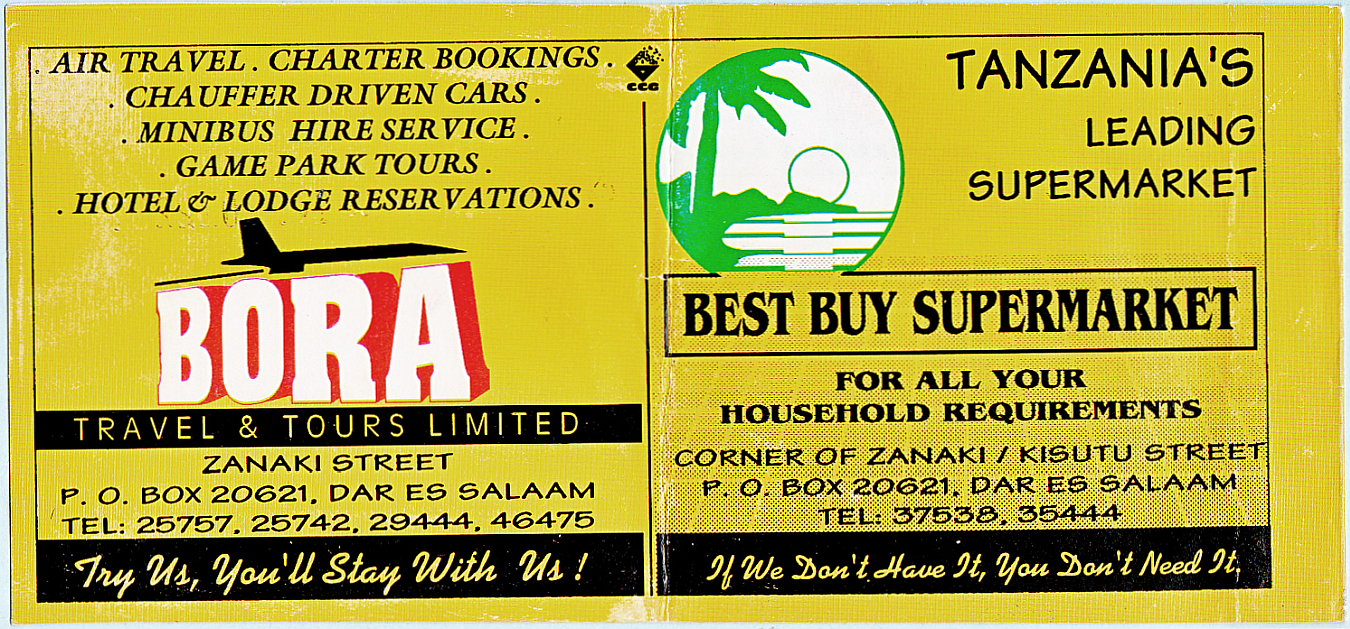 . AIR TRAVEL . CHARTER BOOKINGS .
. CHAUFFER DRIVEN CARS .
. MINIBUS HIRE SERVICE .
. GAME PARK TOURS .
. HOTEL & LODGE RESERVATIONS .
BORA
TRAVEL & TOURS LIMITED
ZANAKI STREET
P. O. BOX 20621, DAR ES SALAAM
TEL: 25757, 25742, 29444, 46475
Try Us, You'll Stay With Us !
CCG
TANZANIA'S
LEADING
SUPERMARKET
BEST BUY SUPERMARKET
FOR ALL YOUR
HOUSEHOLD REQUIREMENTS
CORNER OF ZANAKI / KISUTU STREET
P. O. BOX 20621, DAR ES SALAAM
TEL: 37538, 35444
If We Don't Have It, You Don't Need It.